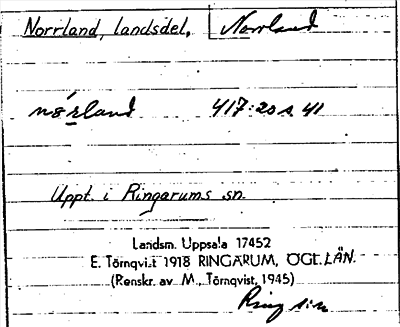 Norrland, landsdel, Norrland
417:20 s. 41
Uppt. i Ringarums sn.
Landsm. Uppsala 17452
E. Törnqvist 1918 RINGARUM, ÖGL. LÄN.
(Renskr. av M. Törnqvist, 1945)
Ring s:n